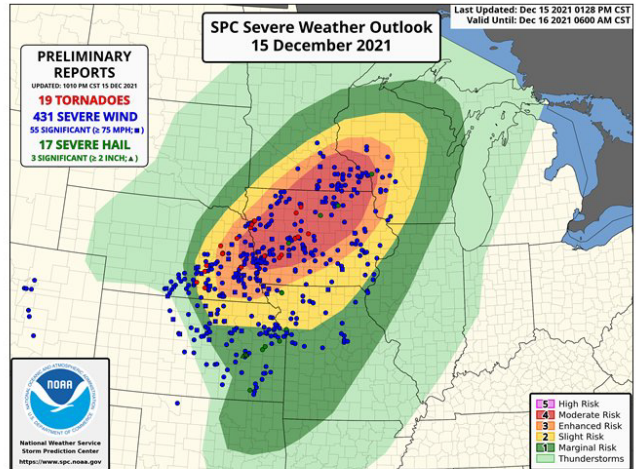 SPC Severe Weather Outlook
15 December 2021
Last Updated: Dec 15 2021 0128 PM CST
Valid Until: Dec 16 2021 0600 AM CST
PRELIMINARY
REPORTS
UPDATED: 1010 PM CST 15 DEC 2021
19 TORNADOES
431 SEVERE WIND
55 SIGNIFICANT (≥ 75 MPH; ■ )
17 SEVERE HAIL
3 SIGNIFICANT (≥ 2 INCH; ▲ )
NOAA
National Weather Service
Storm Prediction Center
https://www.spc.noaa.gov
5 High Risk
4 Moderate Risk
3 Enhanced Risk
2 Slight Risk
1 Marginal Risk
Thunderstorms